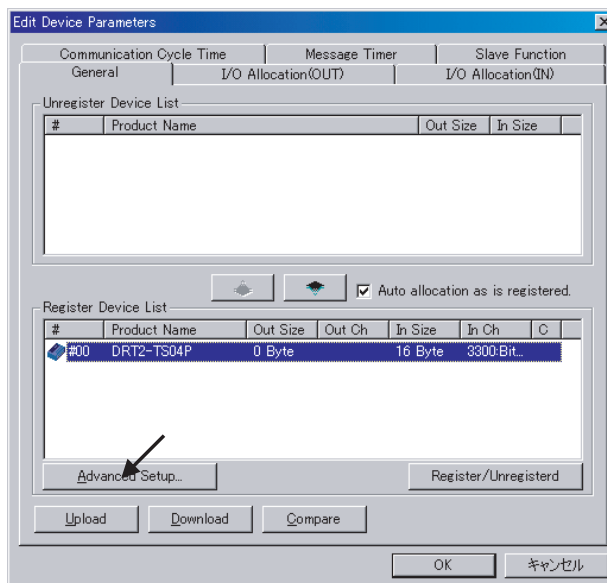 Edit Device Parameters
Communication Cycle Time Message Timer Slave Function
General I/O Allocation(OUT) I/O Allocation(IN)
Unregister Device List
# Product Name Out Size In Size
Auto allocation as is registered.
Register Device List
# Product Name Out Size Out Ch In Size In Ch C
#00 DRT2-TS04P 0 Byte 16 Byte 3300:Bit...
Advanced Setup... Register/Unregisterd
Upload Download Compare
OK キャンセル